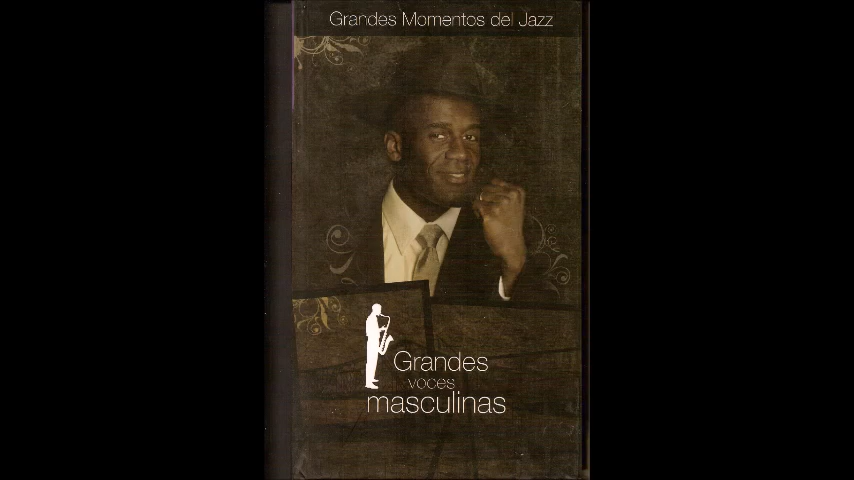 Grandes Momentos del Jazz
Grandes
voces
masculinas